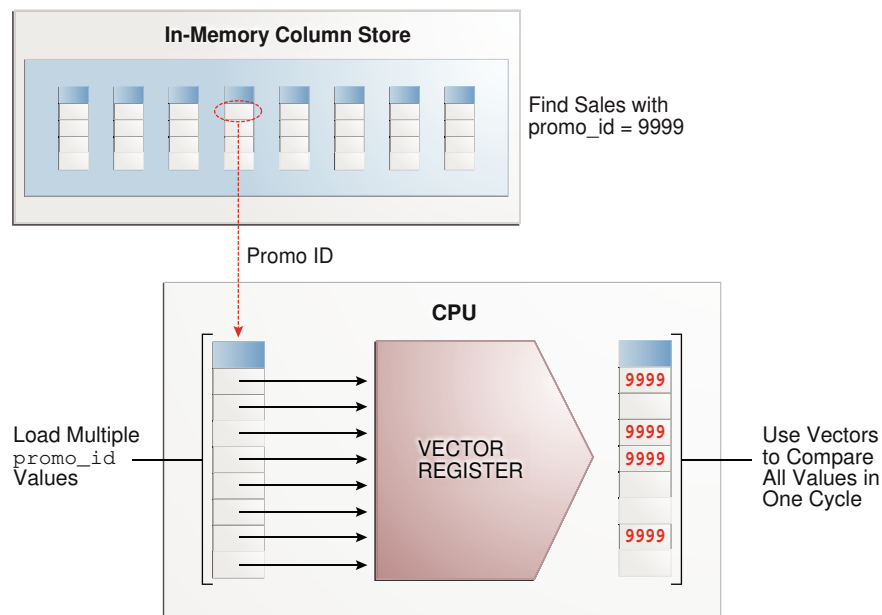 In-Memory Column Store
Find Sales with
promo_id = 9999
Promo ID
CPU
Load Multiple
promo_id
Values
VECTOR
REGISTER
9999
9999
9999
9999
Use Vectors
to Compare
All Values in
One Cycle